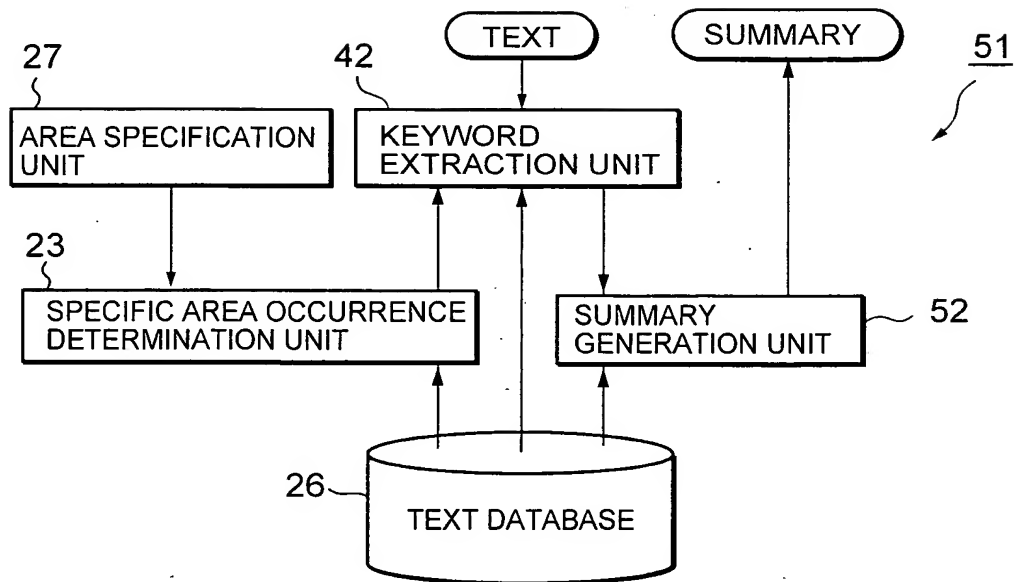 TEXT
SUMMARY
51
27
42
AREA SPECIFICATION
UNIT
KEYWORD
EXTRACTION UNIT
23
SPECIFIC AREA OCCURRENCE
DETERMINATION UNIT
SUMMARY
GENERATION UNIT
52
26
TEXT DATABASE